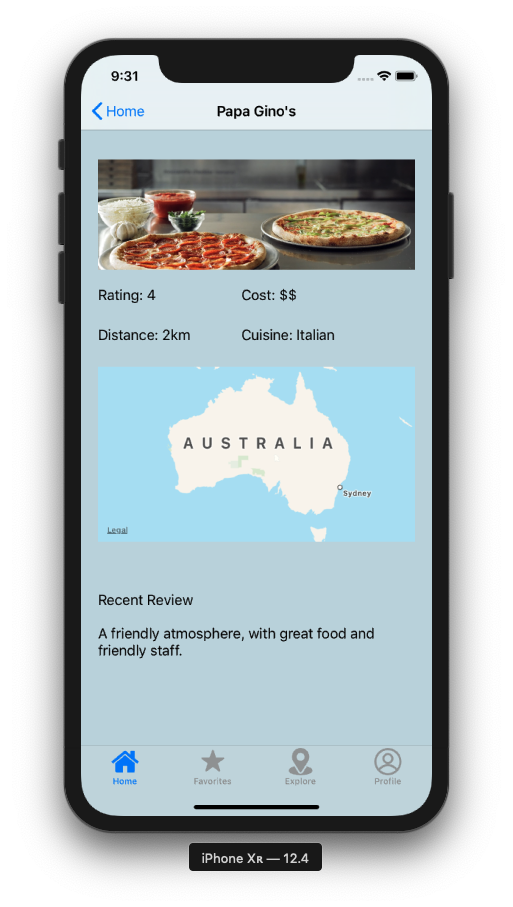 9:31
Home
Papa Gino's
Rating: 4
Cost: $$
Distance: 2km
Cuisine: Italian
AUSTRALIA
Sydney
Legal
Recent Review
A friendly atmosphere, with great food and
friendly staff.
Home
Favorites
Explore
Profile
iPhone Xʀ — 12.4